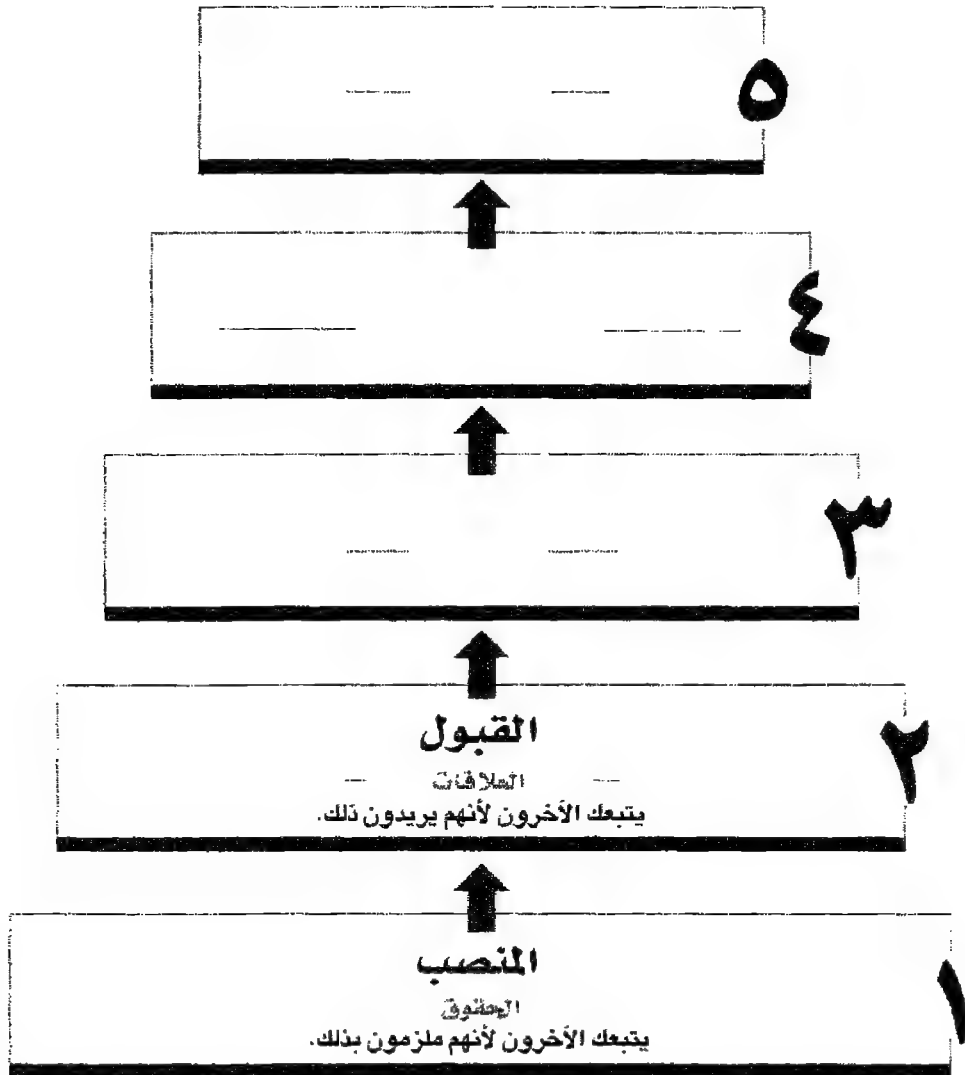 ٥
٤
٣
٢
القبول
العلاقات
يتبعك الآخرون لأنهم يريدون ذلك.
١
المنصب
الحقوق
يتبعك الآخرون لأنهم ملزمون بذلك.